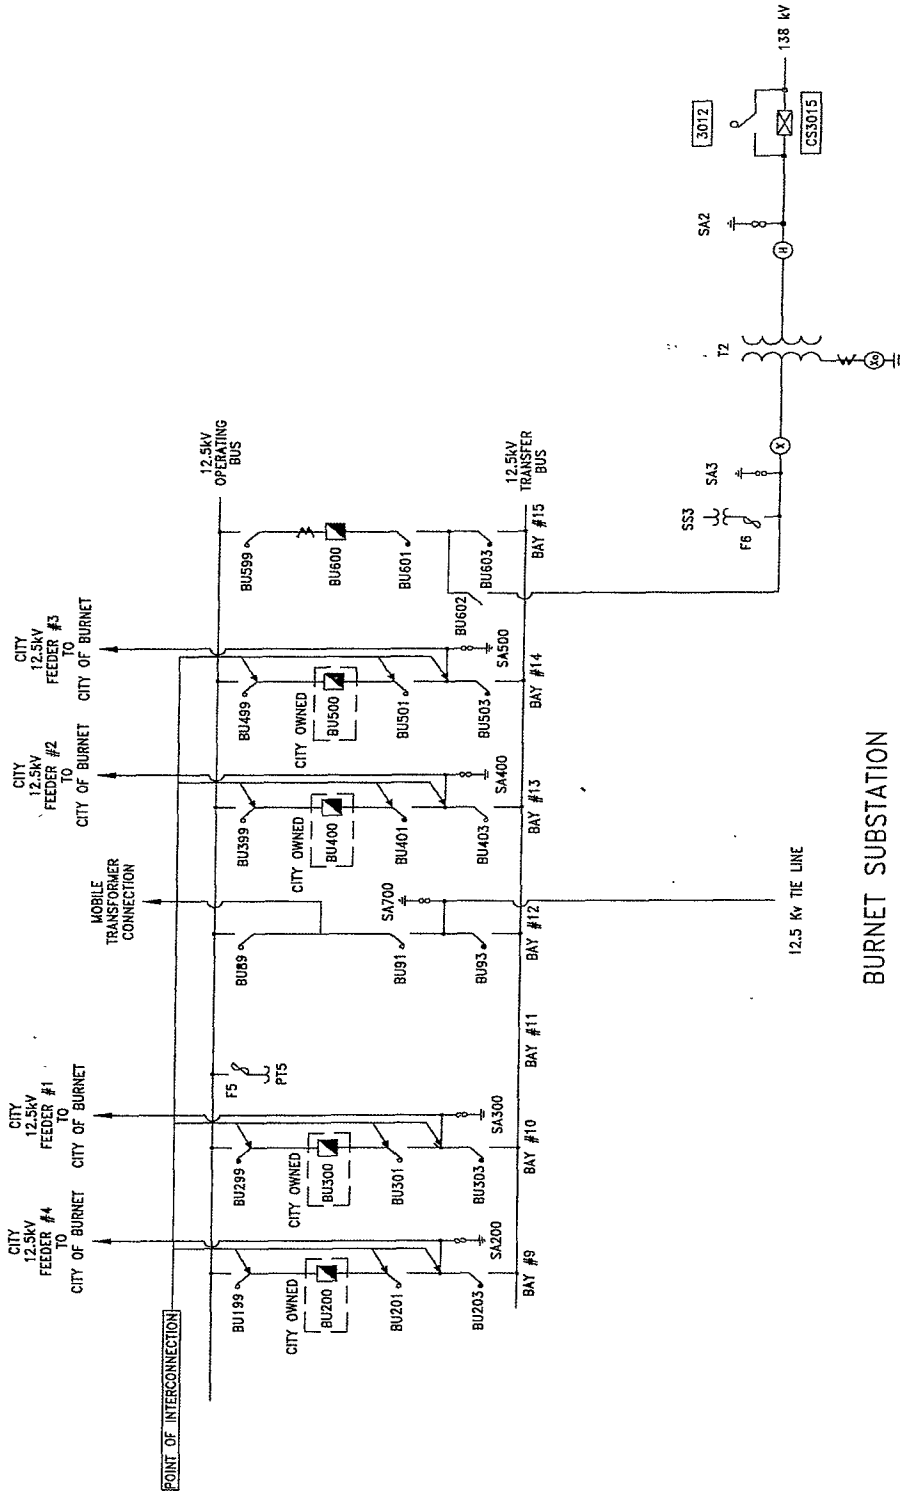 POINT OF INTERCONNECTION
CITY
12.5kV
FEEDER #4
TO
CITY OF BURNET
CITY
12.5kV
FEEDER #1
TO
CITY OF BURNET
MOBILE
TRANSFORMER
CONNECTION
CITY
12.5kV
FEEDER #2
TO
CITY OF BURNET
CITY
12.5kV
FEEDER #3
TO
CITY OF BURNET
12.5kV
OPERATING
BUS
BU199
CITY OWNED
BU200
BU201
BU203
SA200
BAY #9
BU299
CITY OWNED
BU300
BU301
BU303
SA300
BAY #10
F5
PT5
BAY #11
BU89
BU91
BU93
SA700
BAY #12
BU399
CITY OWNED
BU400
BU401
BU403
SA400
BAY #13
BU499
CITY OWNED
BU500
BU501
BU503
SA500
BAY #14
BU599
BU600
BU601
BU602
BU603
BAY #15
12.5kV
TRANSFER
BUS
SS3
F6
SA3
X
T2
Xo
H
SA2
3012
CS3015
138 kV
12.5 Kv TIE LINE
BURNET SUBSTATION